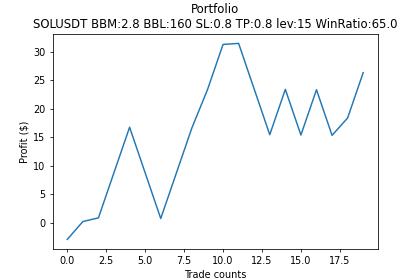 Portfolio
SOLUSDT BBM:2.8 BBL:160 SL:0.8 TP:0.8 lev:15 WinRatio:65.0
30
25
20
15
10
5
0
Profit ($)
0.0 2.5 5.0 7.5 10.0 12.5 15.0 17.5
Trade counts